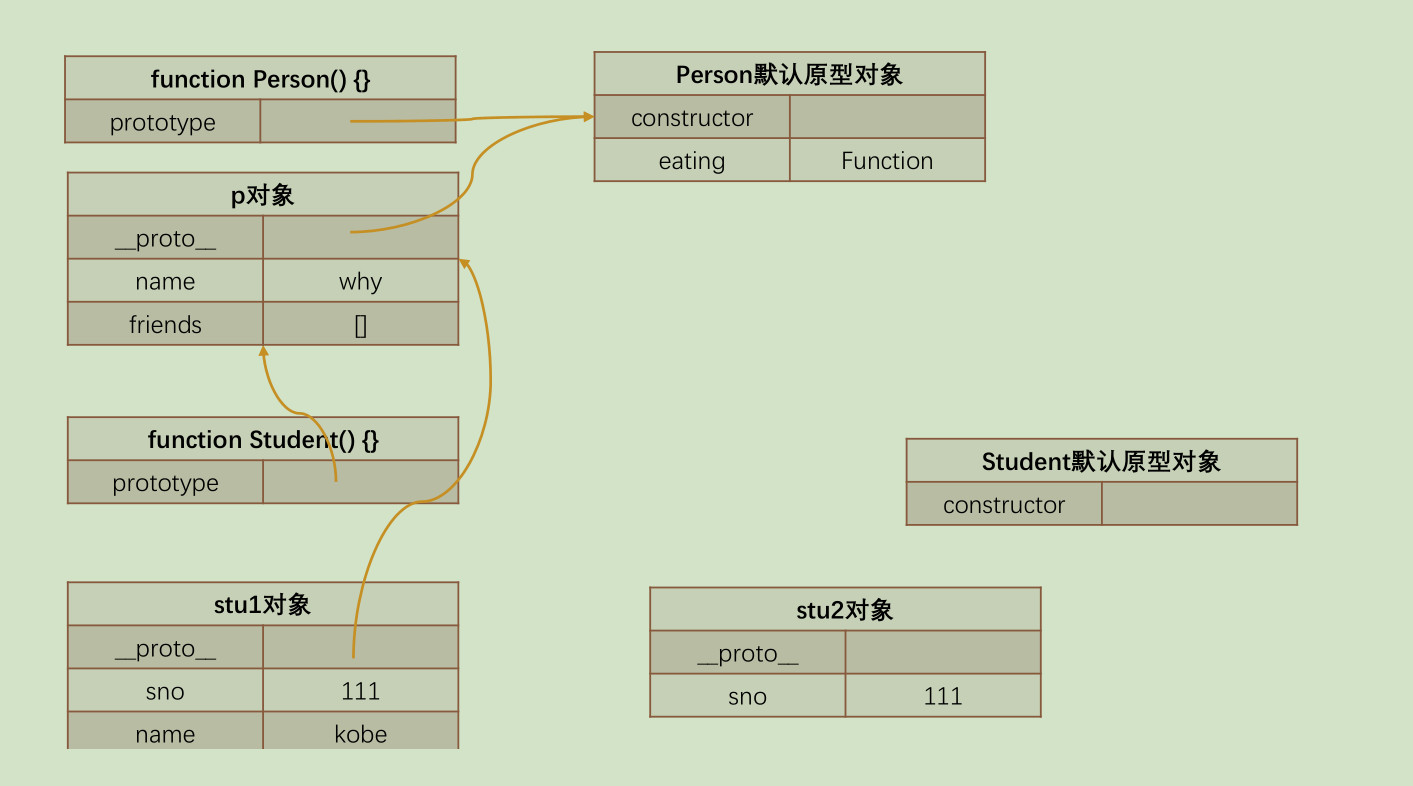 function Person() {}
prototype
Person默认原型对象
constructor
eating Function
p对象
__proto__
name why
friends []
function Student() {}
prototype
Student默认原型对象
constructor
stu1对象
__proto__
sno 111
name kobe
stu2对象
__proto__
sno 111